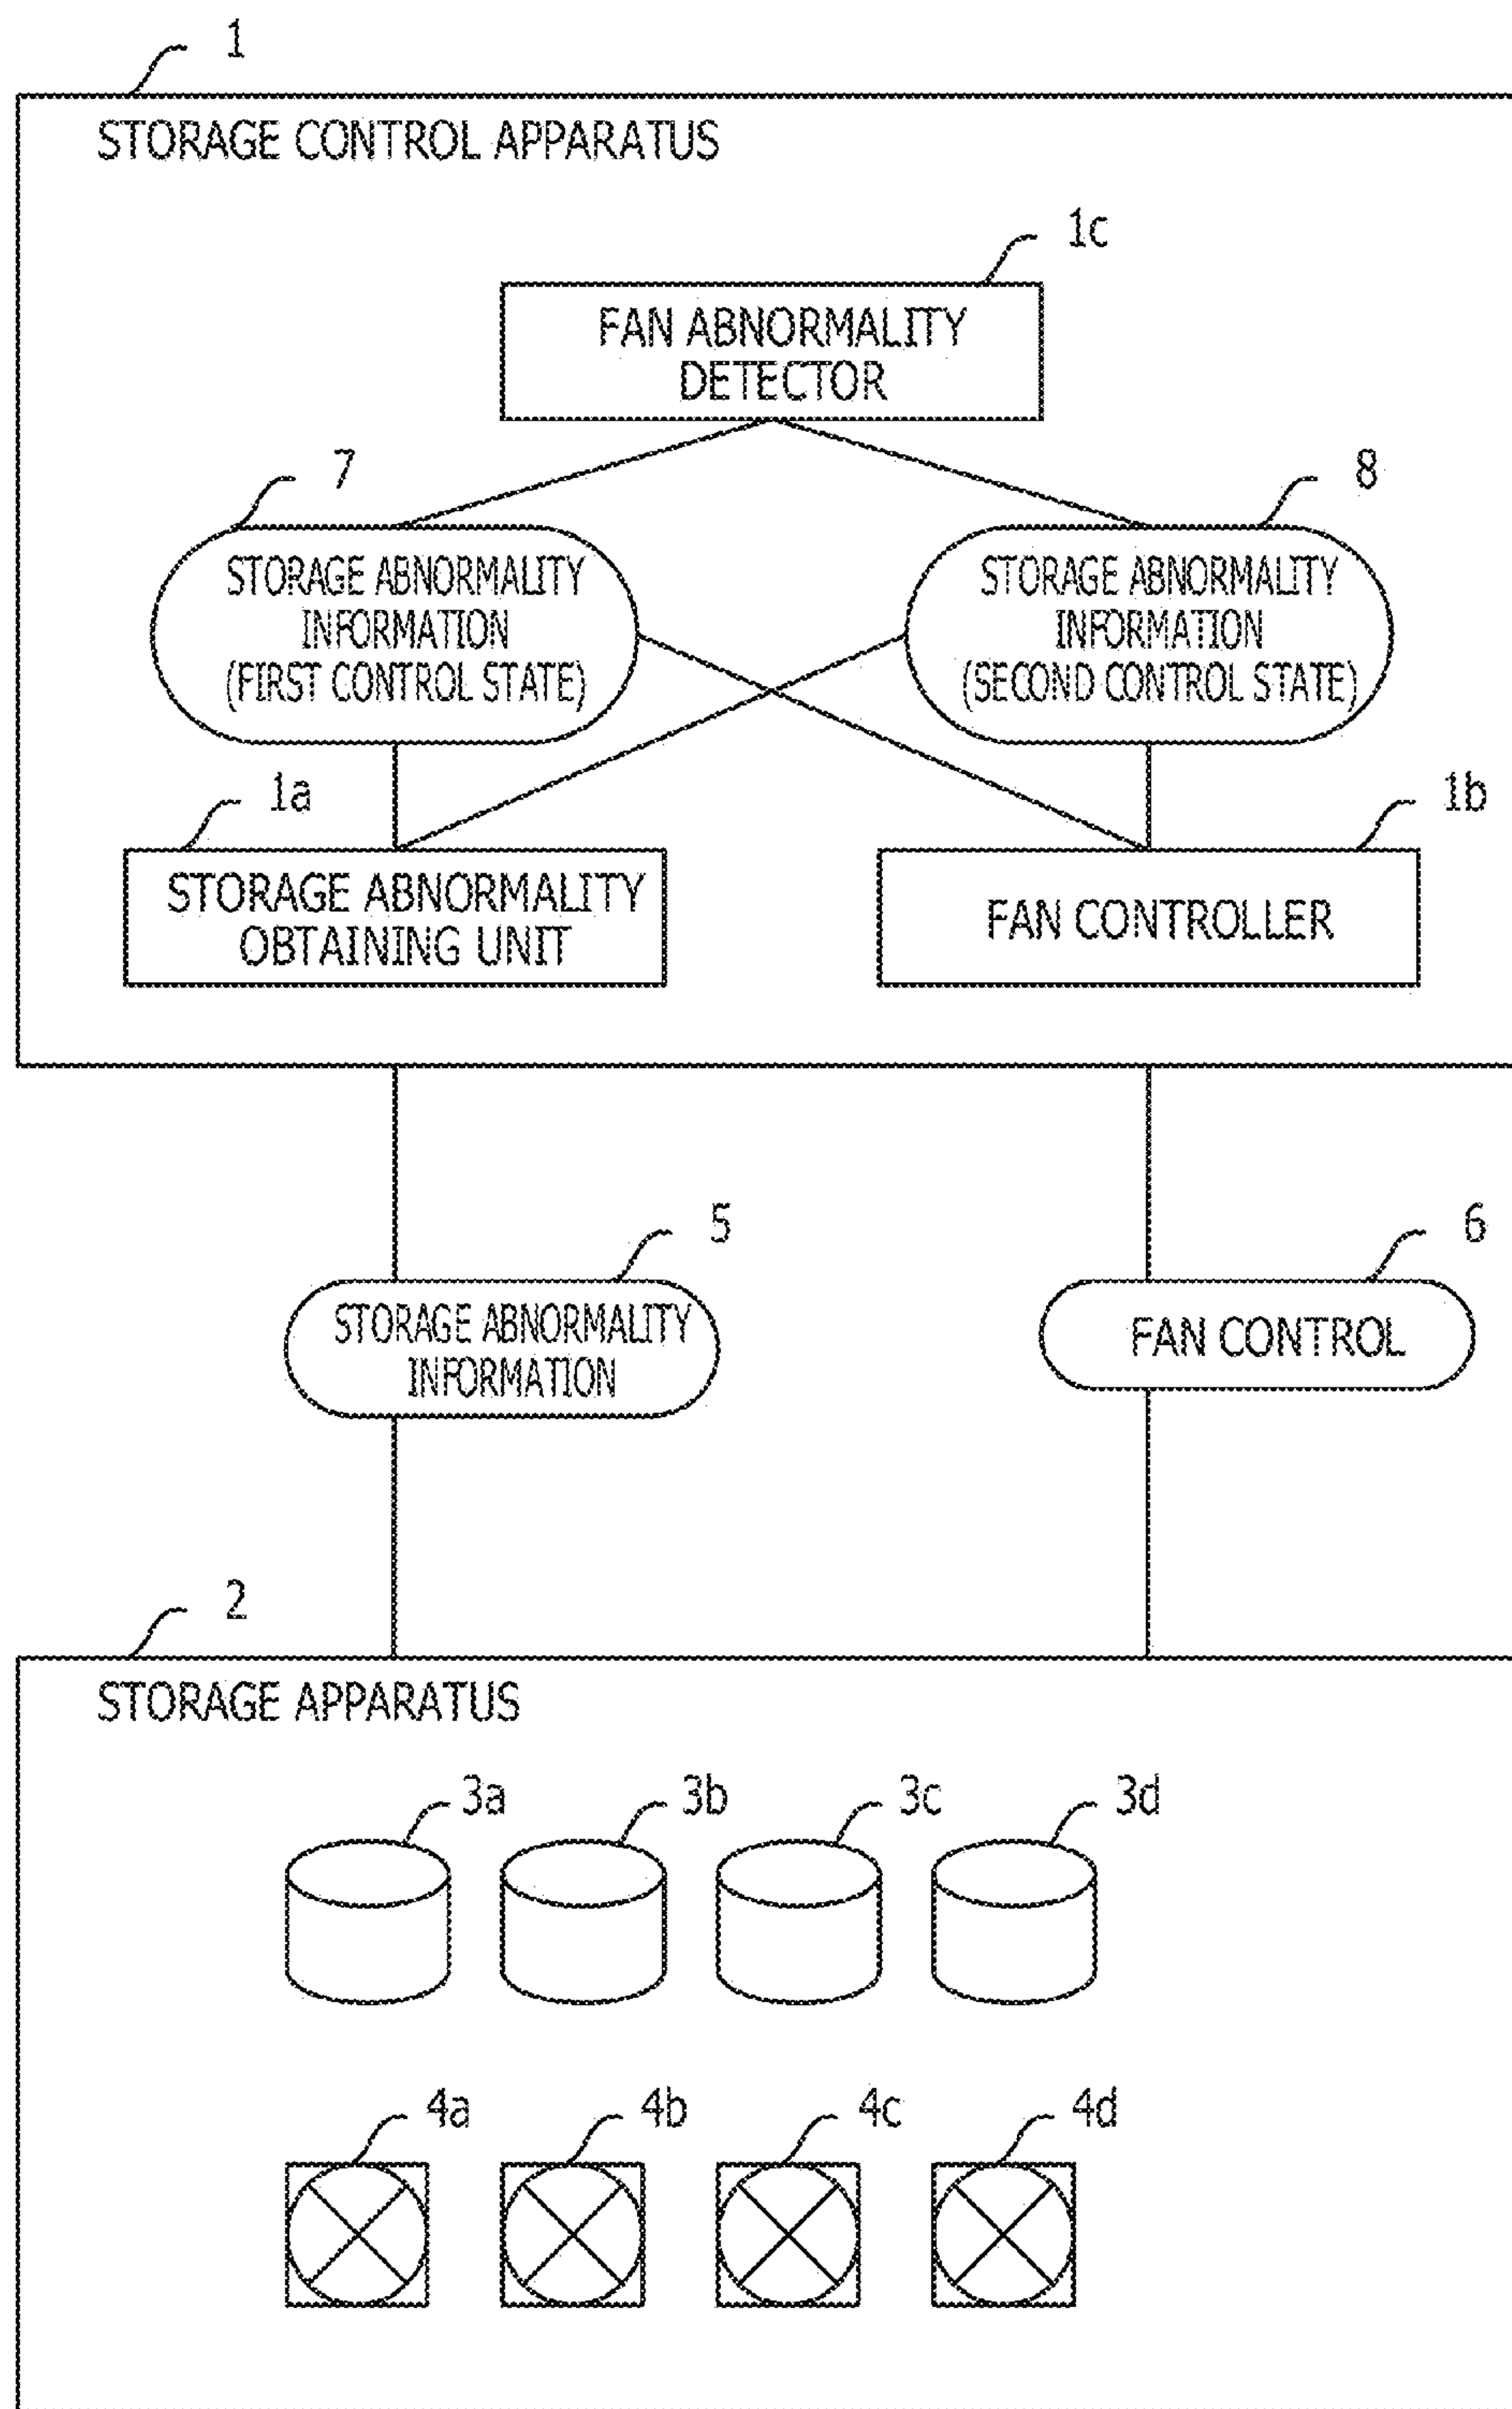 1
STORAGE CONTROL APPARATUS
1c
FAN ABNORMALITY
DETECTOR
7
8
STORAGE ABNORMALITY
INFORMATION
(FIRST CONTROL STATE)
STORAGE ABNORMALITY
INFORMATION
(SECOND CONTROL STATE)
1a
1b
STORAGE ABNORMALITY
OBTAINING UNIT
FAN CONTROLLER
5
6
STORAGE ABNORMALITY
INFORMATION
FAN CONTROL
2
STORAGE APPARATUS
3a
3b
3c
3d
4a
4b
4c
4d